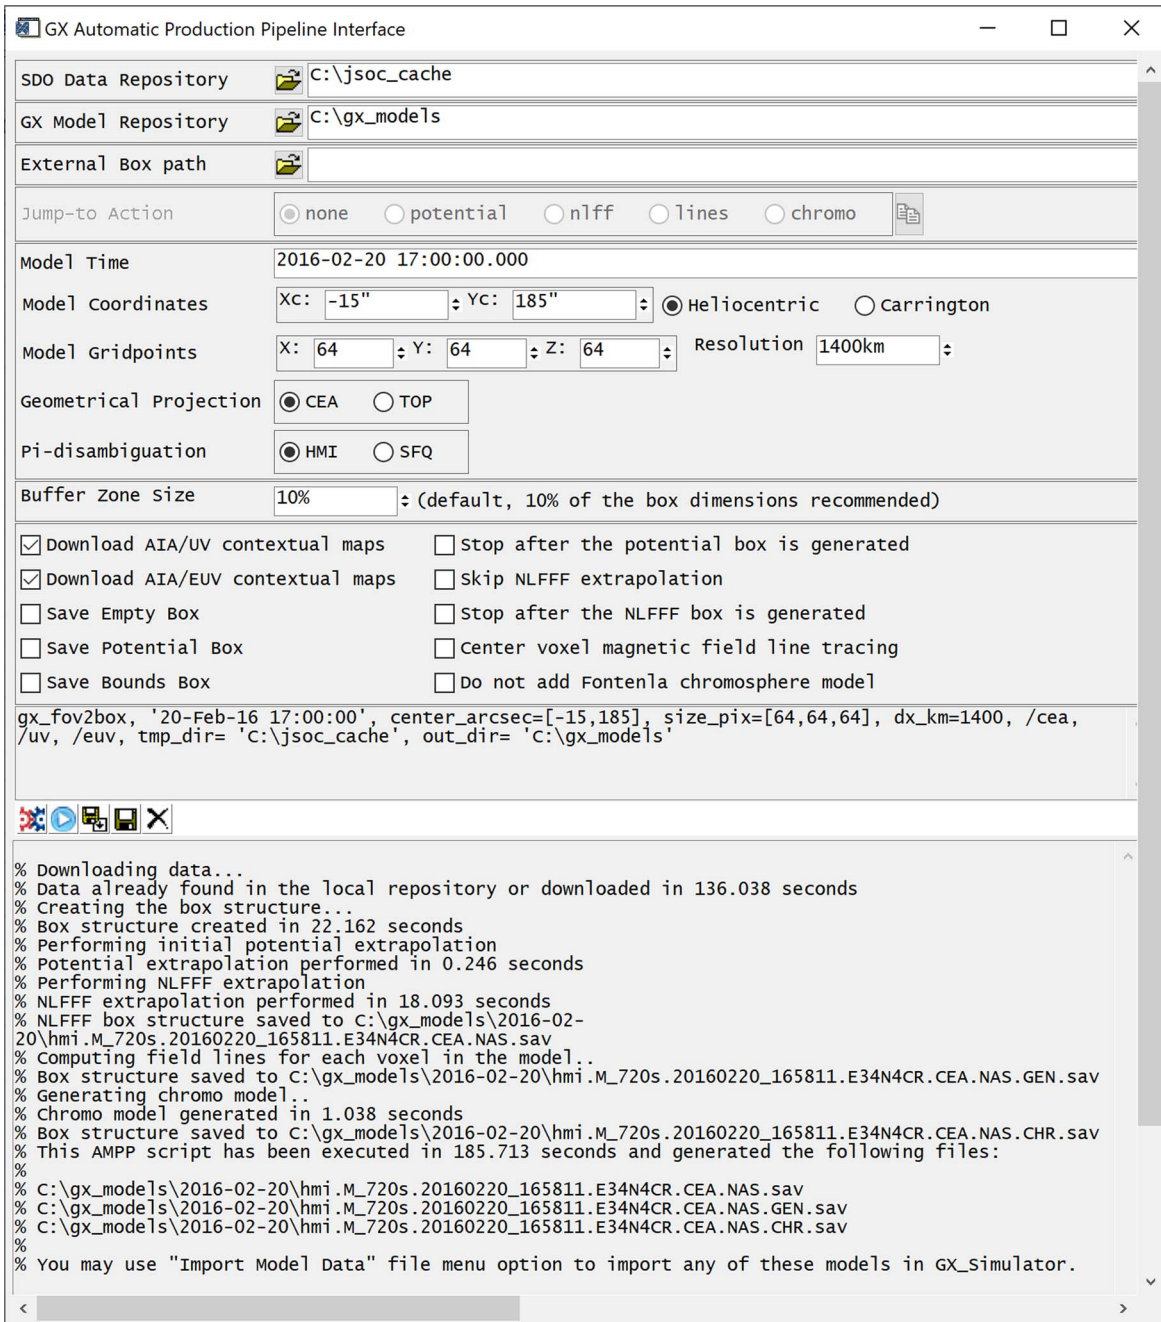 GX Automatic Production Pipeline Interface
SDO Data Repository C:\jsoc_cache
GX Model Repository C:\gx_models
External Box path
Jump-to Action none potential nlff lines chromo
Model Time 2016-02-20 17:00:00.000
Model Coordinates Xc: -15" Yc: 185" Heliocentric Carrington
Model Gridpoints X: 64 Y: 64 Z: 64 Resolution 1400km
Geometrical Projection CEA TOP
Pi-disambiguation HMI SFQ
Buffer Zone Size 10% (default, 10% of the box dimensions recommended)
Download AIA/UV contextual maps Stop after the potential box is generated
Download AIA/EUV contextual maps Skip NLFFF extrapolation
Save Empty Box Stop after the NLFFF box is generated
Save Potential Box Center voxel magnetic field line tracing
Save Bounds Box Do not add Fontenla chromosphere model
gx_fov2box, '20-Feb-16 17:00:00', center_arcsec=[-15,185], size_pix=[64,64,64], dx_km=1400, /cea,
/uv, /euv, tmp_dir= 'C:\jsoc_cache', out_dir= 'C:\gx_models'
% Downloading data...
% Data already found in the local repository or downloaded in 136.038 seconds
% Creating the box structure...
% Box structure created in 22.162 seconds
% Performing initial potential extrapolation
% Potential extrapolation performed in 0.246 seconds
% Performing NLFFF extrapolation
% NLFFF extrapolation performed in 18.093 seconds
% NLFFF box structure saved to C:\gx_models\2016-02-
20\hmi.M_720s.20160220_165811.E34N4CR.CEA.NAS.sav
% Computing field lines for each voxel in the model..
% Box structure saved to C:\gx_models\2016-02-20\hmi.M_720s.20160220_165811.E34N4CR.CEA.NAS.GEN.sav
% Generating chromo model..
% Chromo model generated in 1.038 seconds
% Box structure saved to C:\gx_models\2016-02-20\hmi.M_720s.20160220_165811.E34N4CR.CEA.NAS.CHR.sav
% This AMPP script has been executed in 185.713 seconds and generated the following files:
%
% C:\gx_models\2016-02-20\hmi.M_720s.20160220_165811.E34N4CR.CEA.NAS.sav
% C:\gx_models\2016-02-20\hmi.M_720s.20160220_165811.E34N4CR.CEA.NAS.GEN.sav
% C:\gx_models\2016-02-20\hmi.M_720s.20160220_165811.E34N4CR.CEA.NAS.CHR.sav
%
% You may use "Import Model Data" file menu option to import any of these models in GX_Simulator.